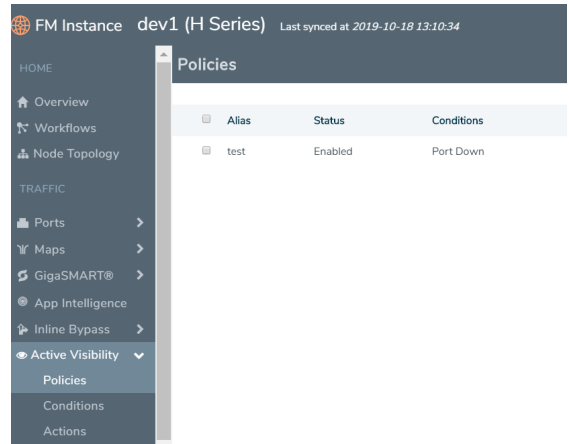 FM Instance dev1 (H Series) Last synced at 2019-10-18 13:10:34
HOME
Overview
Workflows
Node Topology
TRAFFIC
Ports
Maps
GigaSMART®
App Intelligence
Inline Bypass
Active Visibility
Policies
Conditions
Actions
Policies
Alias Status Conditions
test Enabled Port Down